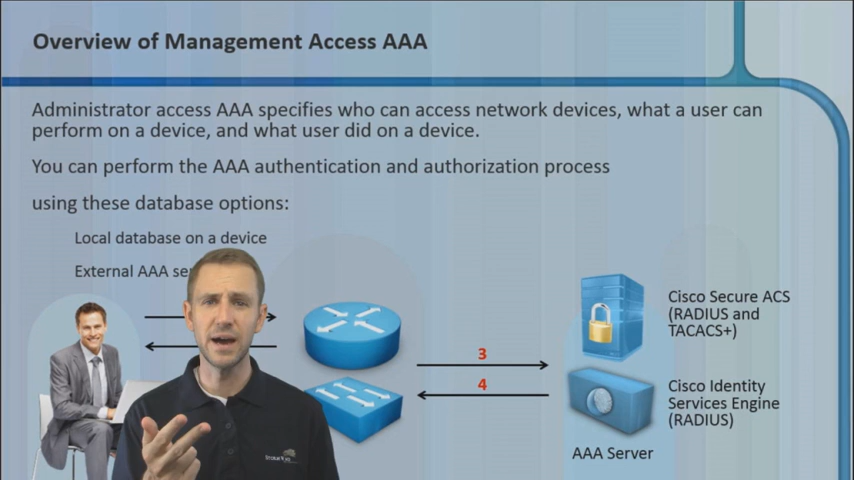 Overview of Management Access AAA
Administrator access AAA specifies who can access network devices, what a user can
perform on a device, and what user did on a device.
You can perform the AAA authentication and authorization process
using these database options:
Local database on a device
External AAA
3
4
Cisco Secure ACS
(RADIUS and
TACACS+)
Cisco Identity
Services Engine
(RADIUS)
AAA Server